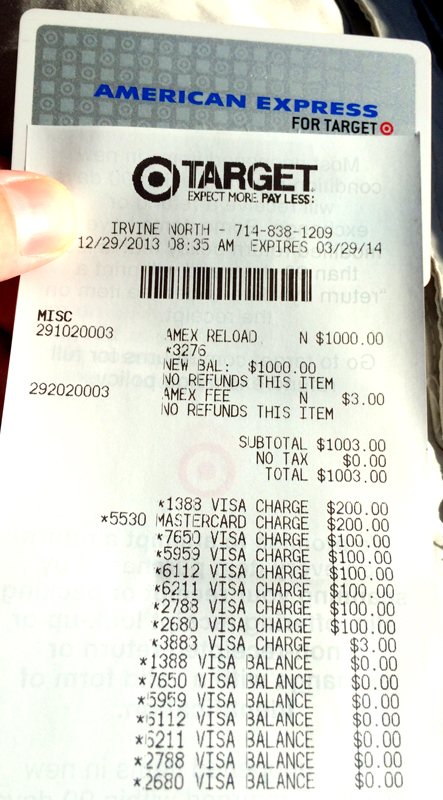 AMERICAN EXPRESS
FOR TARGET
TARGET
EXPECT MORE. PAY LESS.
IRVINE NORTH - 714-838-1209
12/29/2013 08:35 AM EXPIRES 03/29/14
MISC
291020003 AMEX RELOAD N $1000.00
*3276
NEW BAL: $1000.00
NO REFUNDS THIS ITEM
292020003 AMEX FEE N $3.00
NO REFUNDS THIS ITEM
SUBTOTAL $1003.00
NO TAX $0.00
TOTAL $1003.00
*1388 VISA CHARGE $200.00
*5530 MASTERCARD CHARGE $200.00
*7650 VISA CHARGE $100.00
*5959 VISA CHARGE $100.00
*6112 VISA CHARGE $100.00
*6211 VISA CHARGE $100.00
*2788 VISA CHARGE $100.00
*2680 VISA CHARGE $100.00
*3883 VISA CHARGE $3.00
*1388 VISA BALANCE $0.00
*7650 VISA BALANCE $0.00
*5959 VISA BALANCE $0.00
*6112 VISA BALANCE $0.00
*6211 VISA BALANCE $0.00
*2788 VISA BALANCE $0.00
*2680 VISA BALANCE $0.00